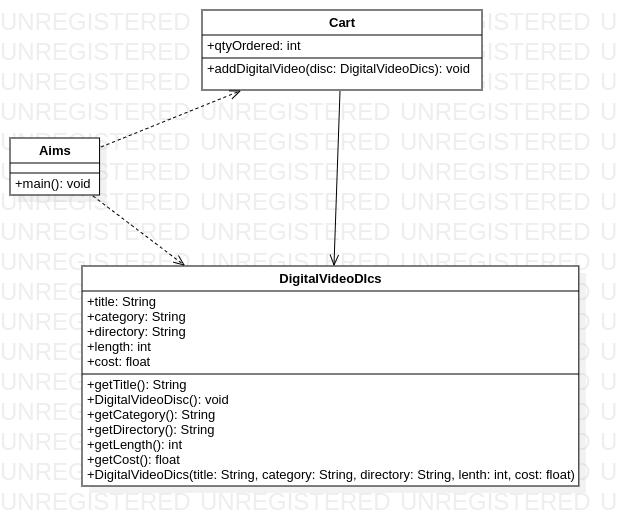 Cart
+qtyOrdered: int
+addDigitalVideo(disc: DigitalVideoDics): void
Aims
+main(): void
DigitalVideoDIcs
+title: String
+category: String
+directory: String
+length: int
+cost: float
+getTitle(): String
+DigitalVideoDisc(): void
+getCategory(): String
+getDirectory(): String
+getLength(): int
+getCost(): float
+DigitalVideoDics(title: String, category: String, directory: String, lenth: int, cost: float)
UNREGISTERED